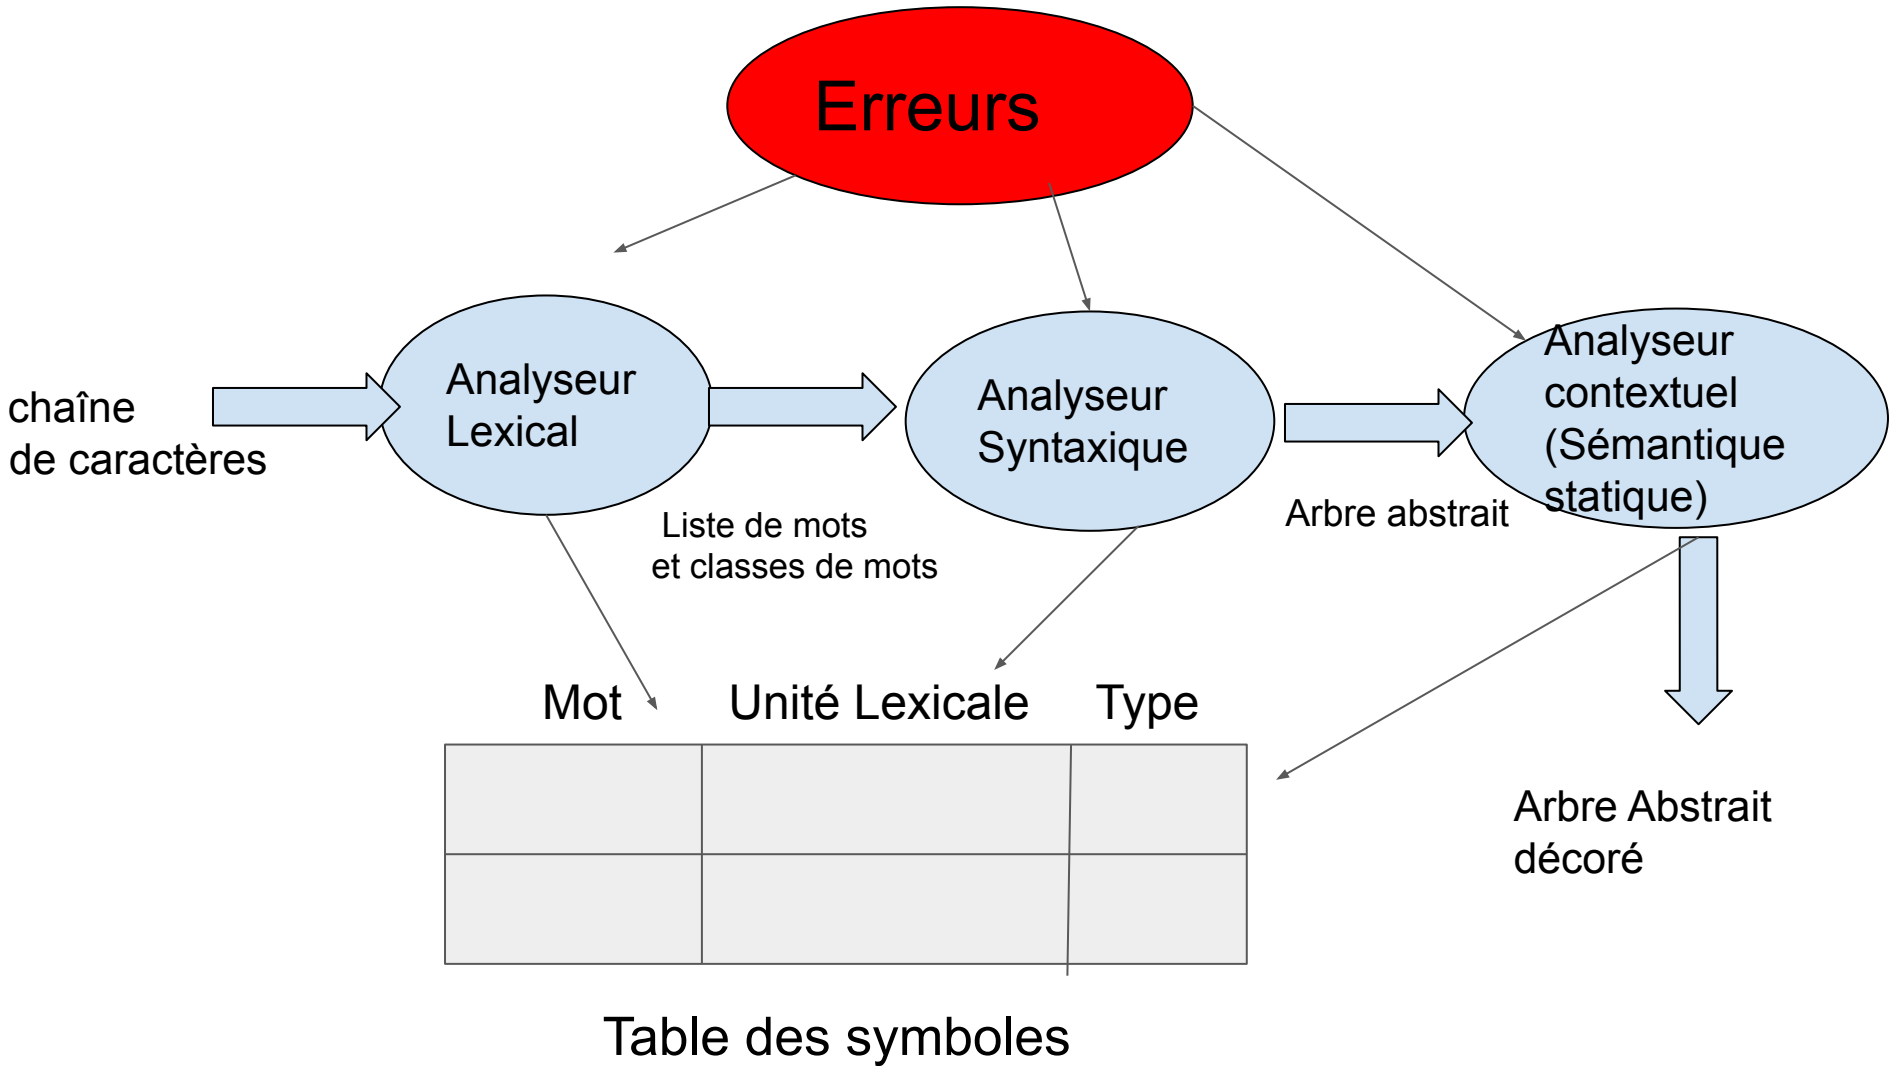 Erreurs
chaîne
de caractères
Analyseur
Lexical
Liste de mots
et classes de mots
Analyseur
Syntaxique
Arbre abstrait
Analyseur
contextuel
(Sémantique
statique)
Mot
Unité Lexicale
Type
Arbre Abstrait
décoré
Table des symboles